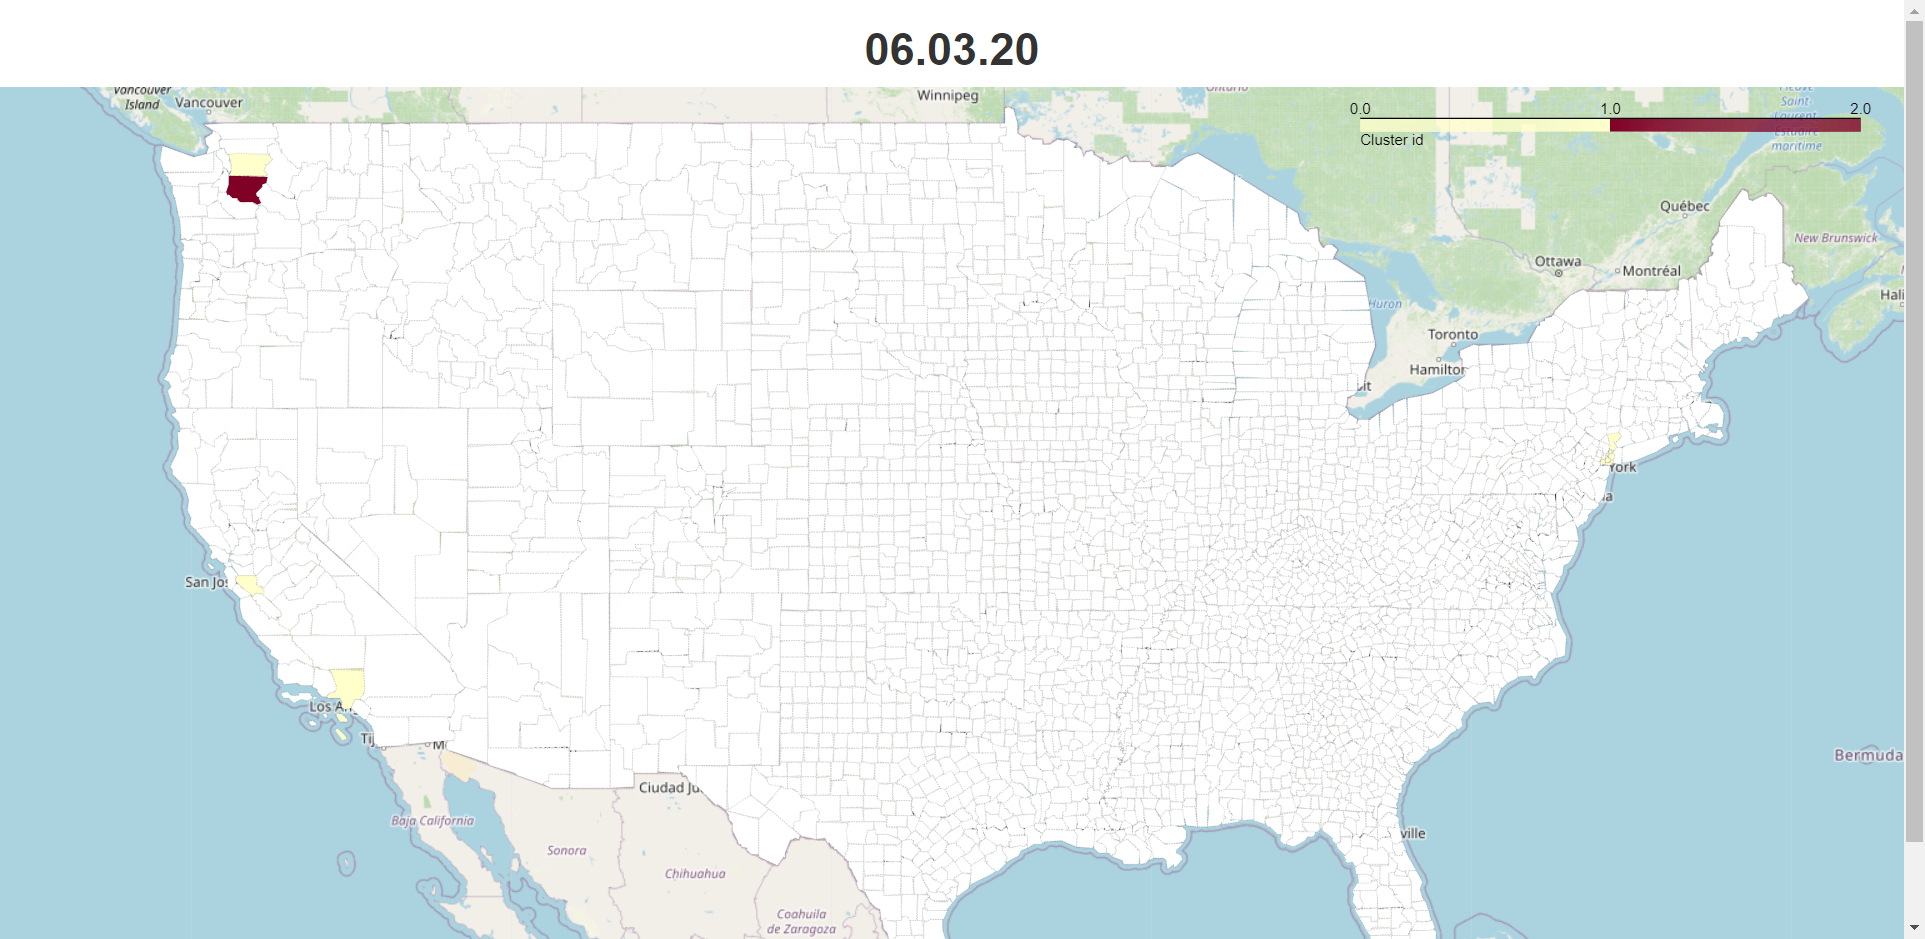 06.03.20
Vancouver
Island
Vancouver
Winnipeg
Ontario
0.0 1.0 2.0
Cluster id
Fleuve
Saint-
Laurent-
Estuaire
maritime
Québec
New Brunswick
Ottawa
Montréal
Hali
Huron
Toronto
Hamilton
York
San Jos
Los An
Tij
M
Ciudad Ju
Bermuda
Baja California
ville
Sonora
Chihuahua
Coahuila
de Zaragoza